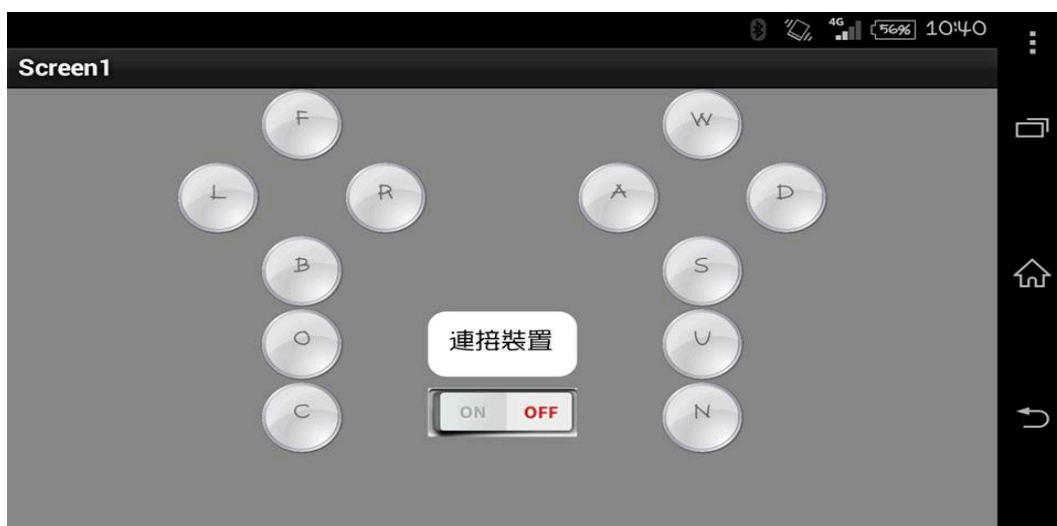 4G 56% 10:40
Screen1
F W
L R A D
B S
O U
連接裝置
C ON OFF N